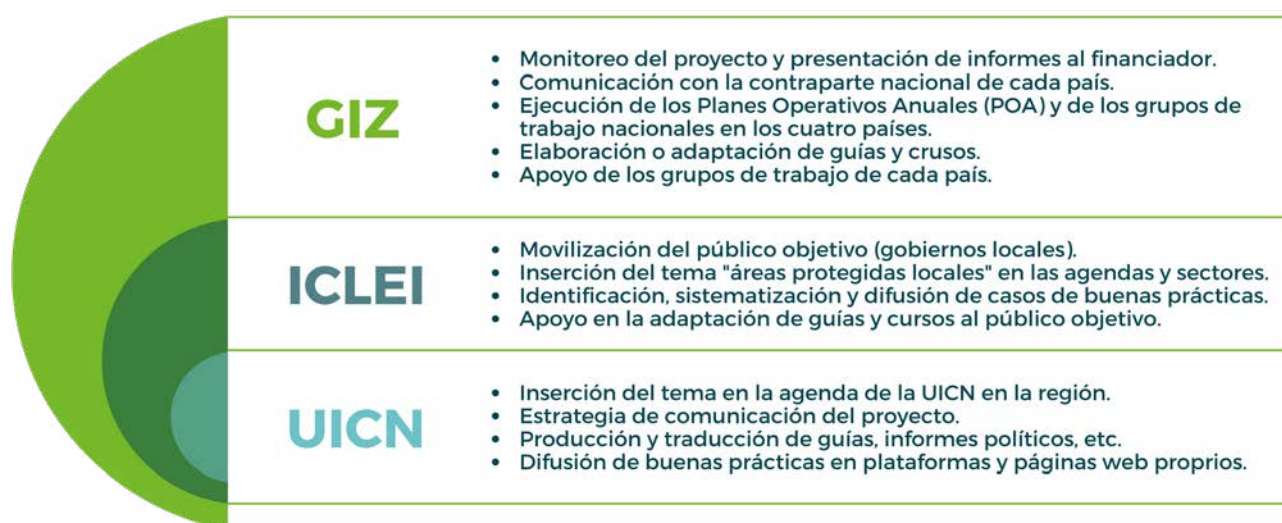 GIZ
• Monitoreo del proyecto y presentación de informes al financiador.
• Comunicación con la contraparte nacional de cada país.
• Ejecución de los Planes Operativos Anuales (POA) y de los grupos de
trabajo nacionales en los cuatro países.
• Elaboración o adaptación de guías y crusos.
• Apoyo de los grupos de trabajo de cada país.
ICLEI
• Movilización del público objetivo (gobiernos locales).
• Inserción del tema "áreas protegidas locales" en las agendas y sectores.
• Identificación, sistematización y difusión de casos de buenas prácticas.
• Apoyo en la adaptación de guías y cursos al público objetivo.
UICN
• Inserción del tema en la agenda de la UICN en la región.
• Estrategia de comunicación del proyecto.
• Producción y traducción de guías, informes políticos, etc.
• Difusión de buenas prácticas en plataformas y páginas web proprios.